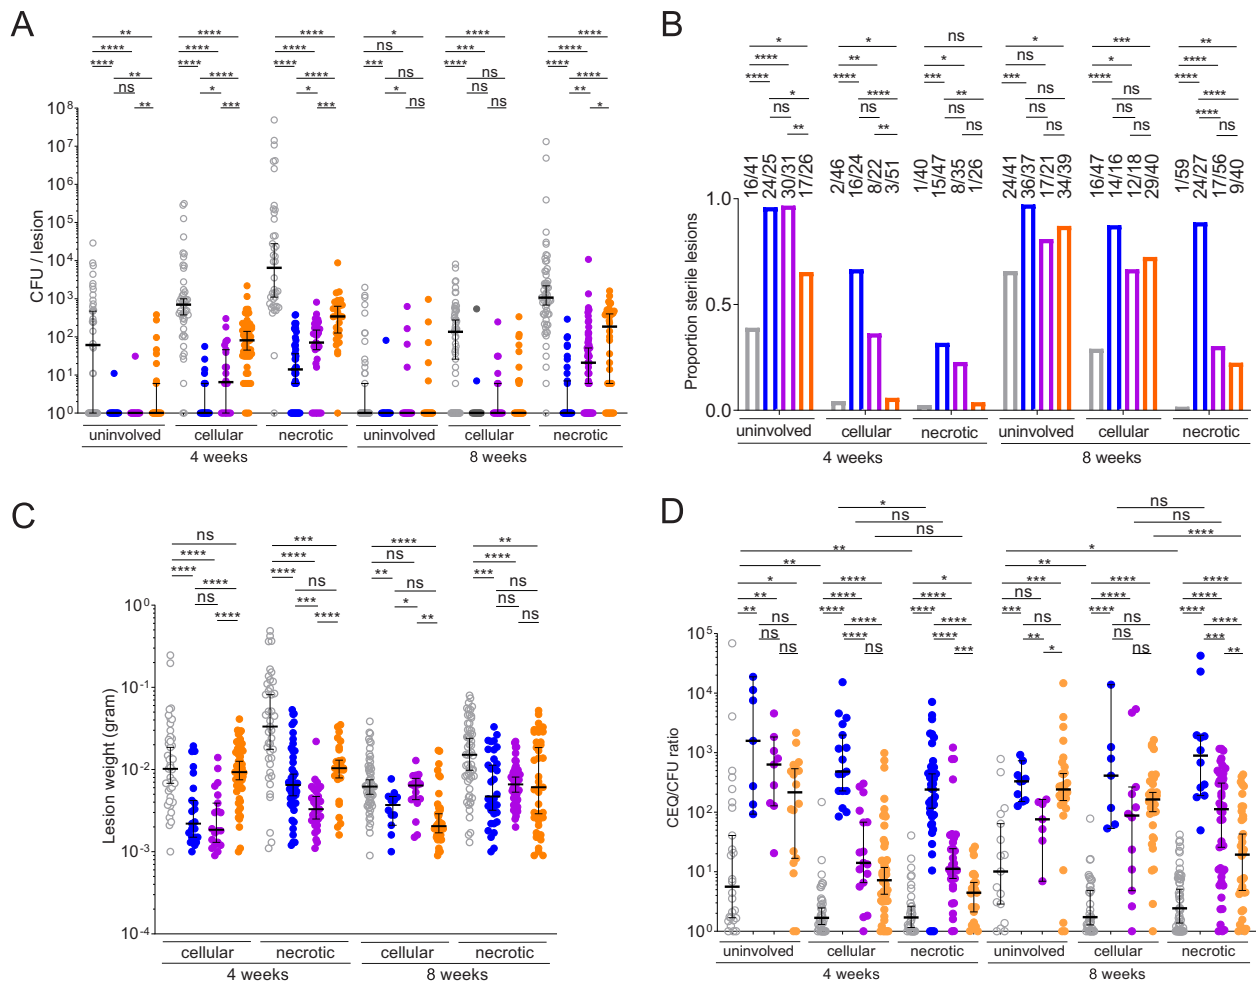 A
** * ****
**** **** **** ns *** ****
**** **** **** *** **** ****
** **** **** ns ns ****
ns * * * ns **
** *** *** ns ns *
CFU / lesion
10^8
10^7
10^6
10^5
10^4
10^3
10^2
10^1
10^0
uninvolved cellular necrotic uninvolved cellular necrotic
4 weeks 8 weeks
B
* * ns * *** **
**** ** * ns * ****
**** **** *** *** **** ****
* **** ** ns ns ****
ns ns ns ns ns ****
** ** ns ns ns ns
16/41 24/25 30/31 17/26 2/46 16/24 8/22 3/51 1/40 15/47 8/35 1/26 24/41 36/37 17/21 34/39 16/47 14/16 12/18 29/40 1/59 24/27 17/56 9/40
Proportion sterile lesions
1.0
0.5
0.0
uninvolved cellular necrotic uninvolved cellular necrotic
4 weeks 8 weeks
C
ns *** **** **
**** **** ns ****
**** **** ** ***
**** ns ns ns
ns *** * ns
**** **** ** ns
Lesion weight (gram)
10^0
10^-1
10^-2
10^-3
10^-4
cellular necrotic cellular necrotic
4 weeks 8 weeks
D
* ns
ns ns
ns ****
** *
** **
* **** * *** **** ****
** **** **** ns **** ****
** **** **** *** **** ****
ns **** **** ns ns ****
ns **** **** ** ns ***
ns ns *** * ns **
CEQ/CFU ratio
10^5
10^4
10^3
10^2
10^1
10^0
uninvolved cellular necrotic uninvolved cellular necrotic
4 weeks 8 weeks